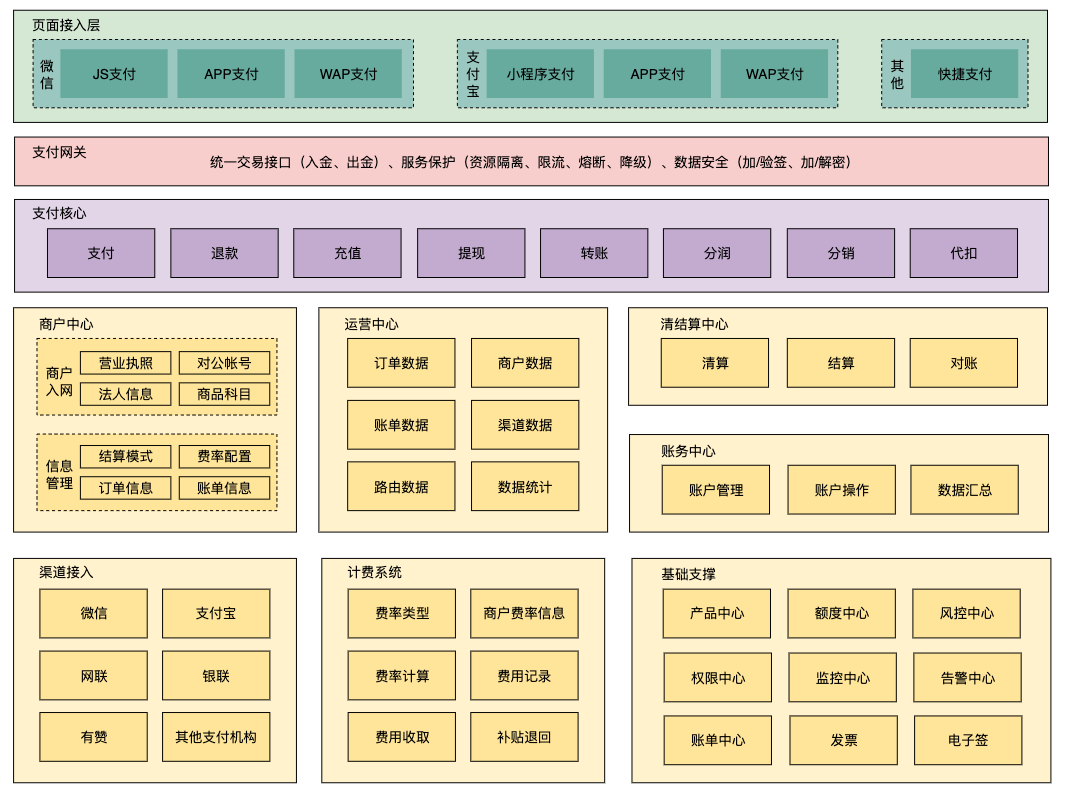 页面接入层
微信
JS支付
APP支付
WAP支付
支付宝
小程序支付
APP支付
WAP支付
其他
快捷支付
支付网关
统一交易接口（入金、出金）、服务保护（资源隔离、限流、熔断、降级）、数据安全（加/验签、加/解密）
支付核心
支付
退款
充值
提现
转账
分润
分销
代扣
商户中心
商户
入网
营业执照
对公帐号
法人信息
商品科目
信息
管理
结算模式
费率配置
订单信息
账单信息
运营中心
订单数据
商户数据
账单数据
渠道数据
路由数据
数据统计
清结算中心
清算
结算
对账
账务中心
账户管理
账户操作
数据汇总
渠道接入
微信
支付宝
网联
银联
有赞
其他支付机构
计费系统
费率类型
商户费率信息
费率计算
费用记录
费用收取
补贴退回
基础支撑
产品中心
额度中心
风控中心
权限中心
监控中心
告警中心
账单中心
发票
电子签